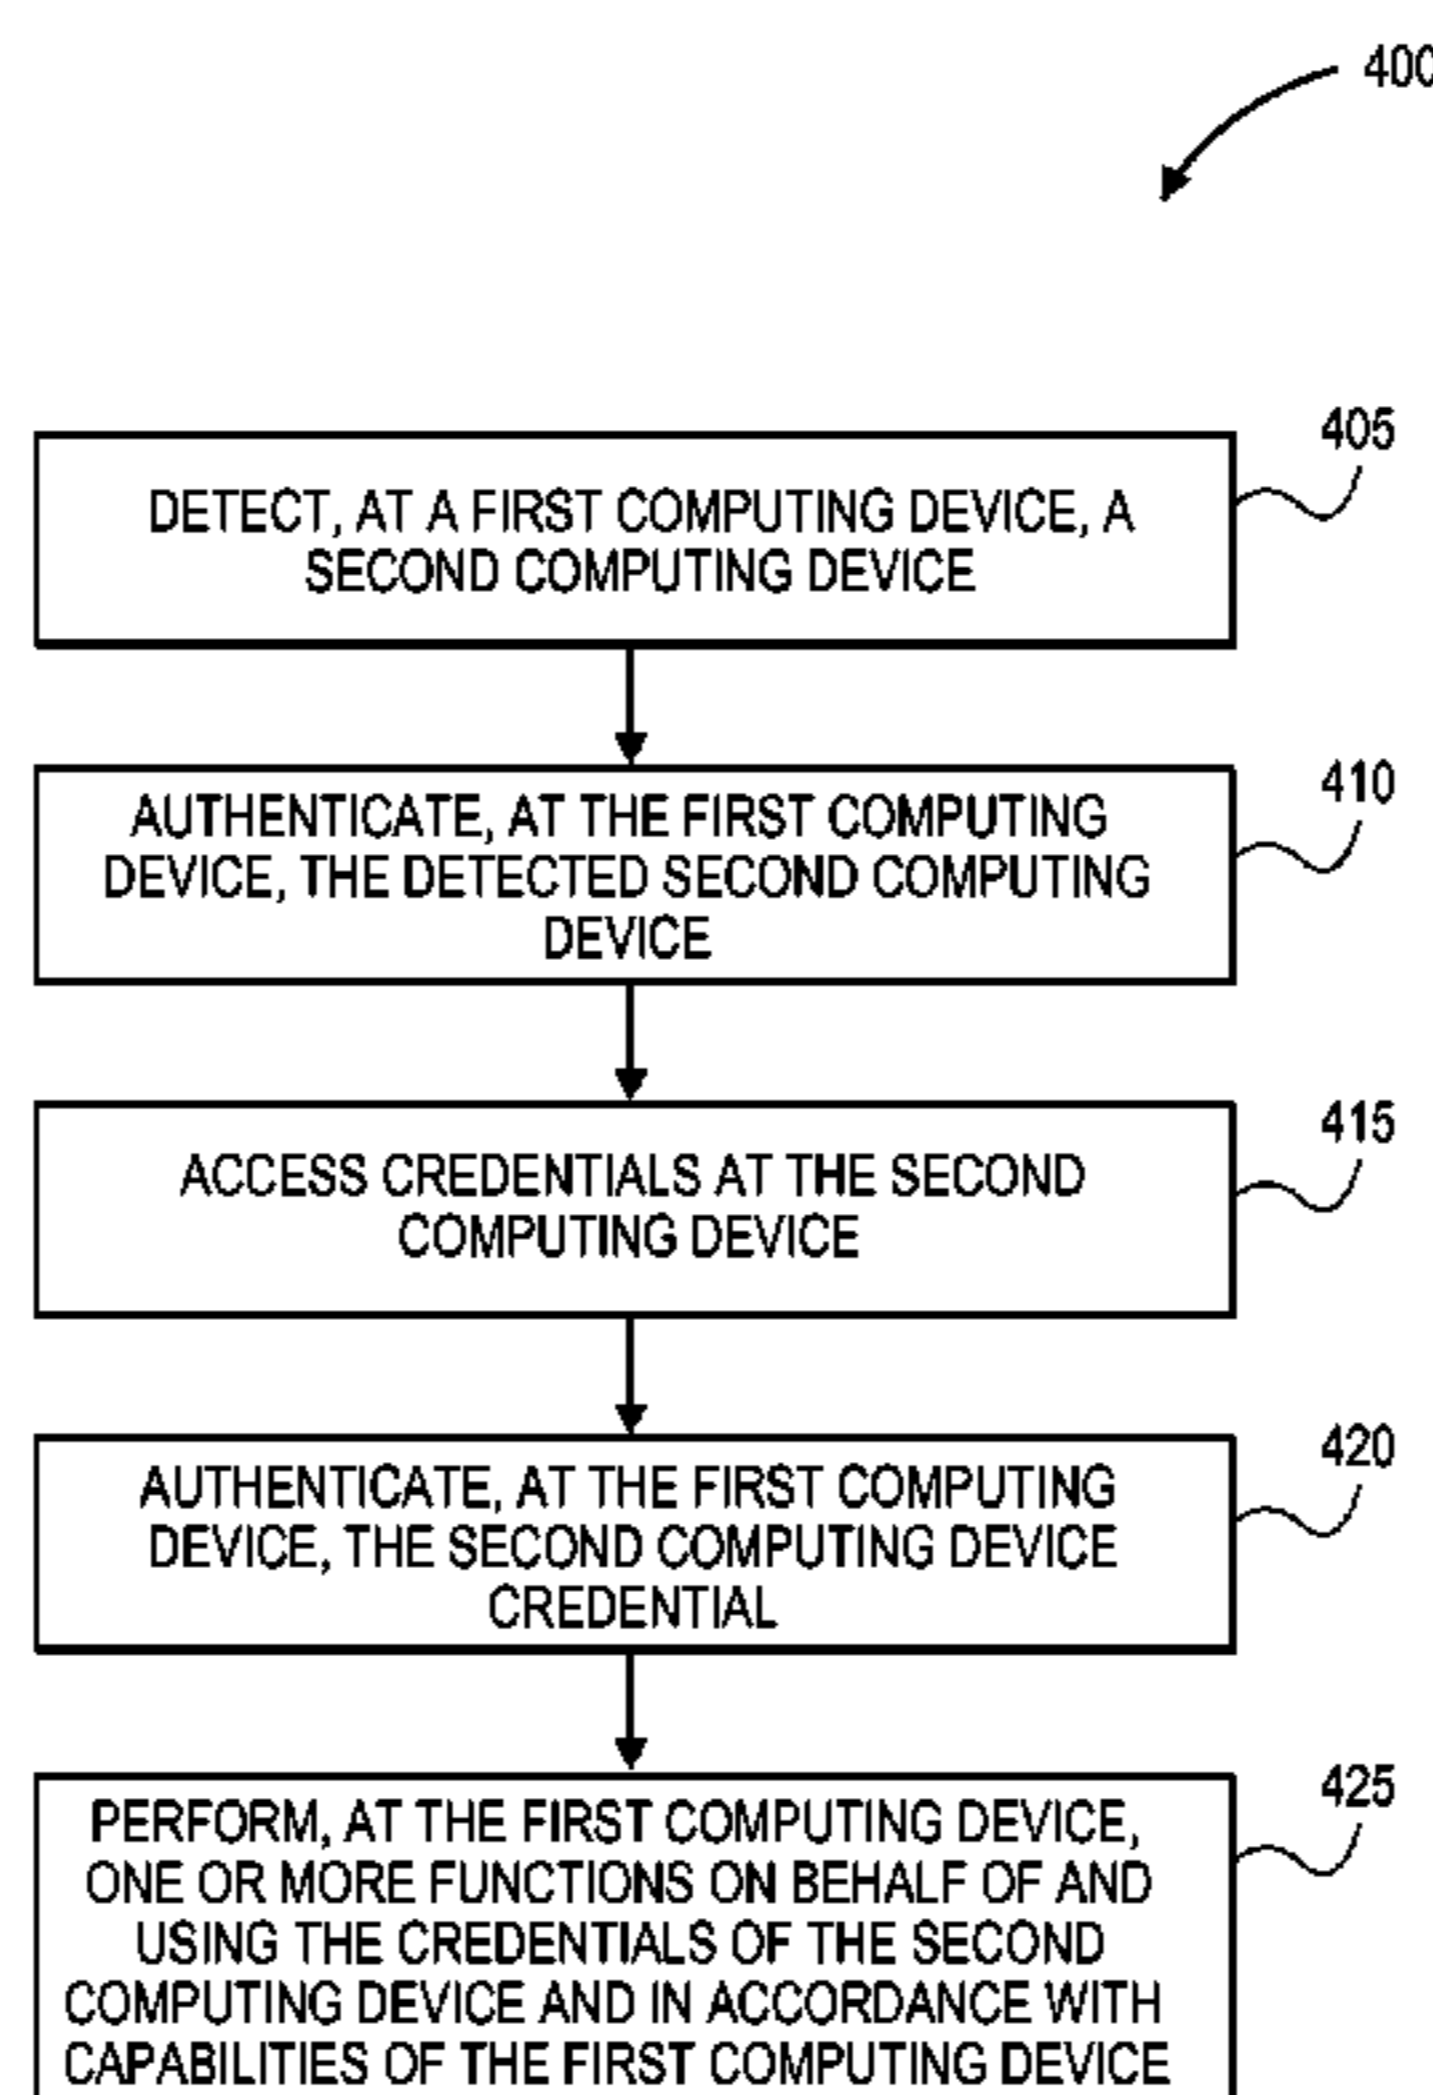 400
405
DETECT, AT A FIRST COMPUTING DEVICE, A
SECOND COMPUTING DEVICE
410
AUTHENTICATE, AT THE FIRST COMPUTING
DEVICE, THE DETECTED SECOND COMPUTING
DEVICE
415
ACCESS CREDENTIALS AT THE SECOND
COMPUTING DEVICE
420
AUTHENTICATE, AT THE FIRST COMPUTING
DEVICE, THE SECOND COMPUTING DEVICE
CREDENTIAL
425
PERFORM, AT THE FIRST COMPUTING DEVICE,
ONE OR MORE FUNCTIONS ON BEHALF OF AND
USING THE CREDENTIALS OF THE SECOND
COMPUTING DEVICE AND IN ACCORDANCE WITH
CAPABILITIES OF THE FIRST COMPUTING DEVICE